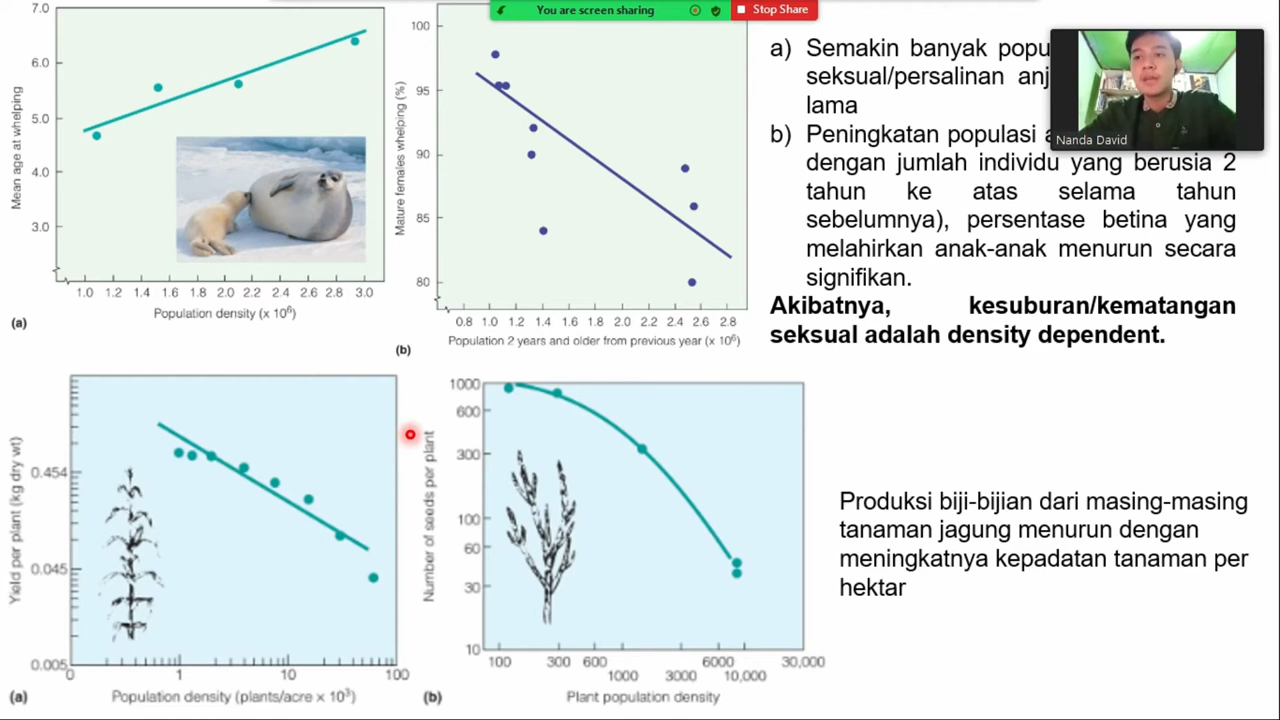 You are screen sharing
Stop Share
7.0
6.0
5.0
4.0
3.0
Mean age at whelping
1.0 1.2 1.4 1.6 1.8 2.0 2.2 2.4 2.6 2.8 3.0
Population density (x 10⁶)
(a)
100
95
90
85
80
Mature females whelping (%)
0.8 1.0 1.2 1.4 1.6 1.8 2.0 2.2 2.4 2.6 2.8
Population 2 years and older from previous year (x 10⁶)
(b)
a) Semakin banyak
seksual/persalinan
lama
b) Peningkatan populasi
dengan jumlah individu yang berusia 2
tahun ke atas selama tahun
sebelumnya), persentase betina yang
melahirkan anak-anak menurun secara
signifikan.
Akibatnya, kesuburan/kematangan
seksual adalah density dependent.
Nanda David
0.454
0.045
0.005
Yield per plant (kg dry wt)
0 1 10 100
Population density (plants/acre × 10³)
(a)
1000
600
300
100
60
30
10
Number of seeds per plant
100 300 600 1000 3000 6000 10,000 30,000
Plant population density
(b)
Produksi biji-bijian dari masing-masing
tanaman jagung menurun dengan
meningkatnya kepadatan tanaman per
hektar